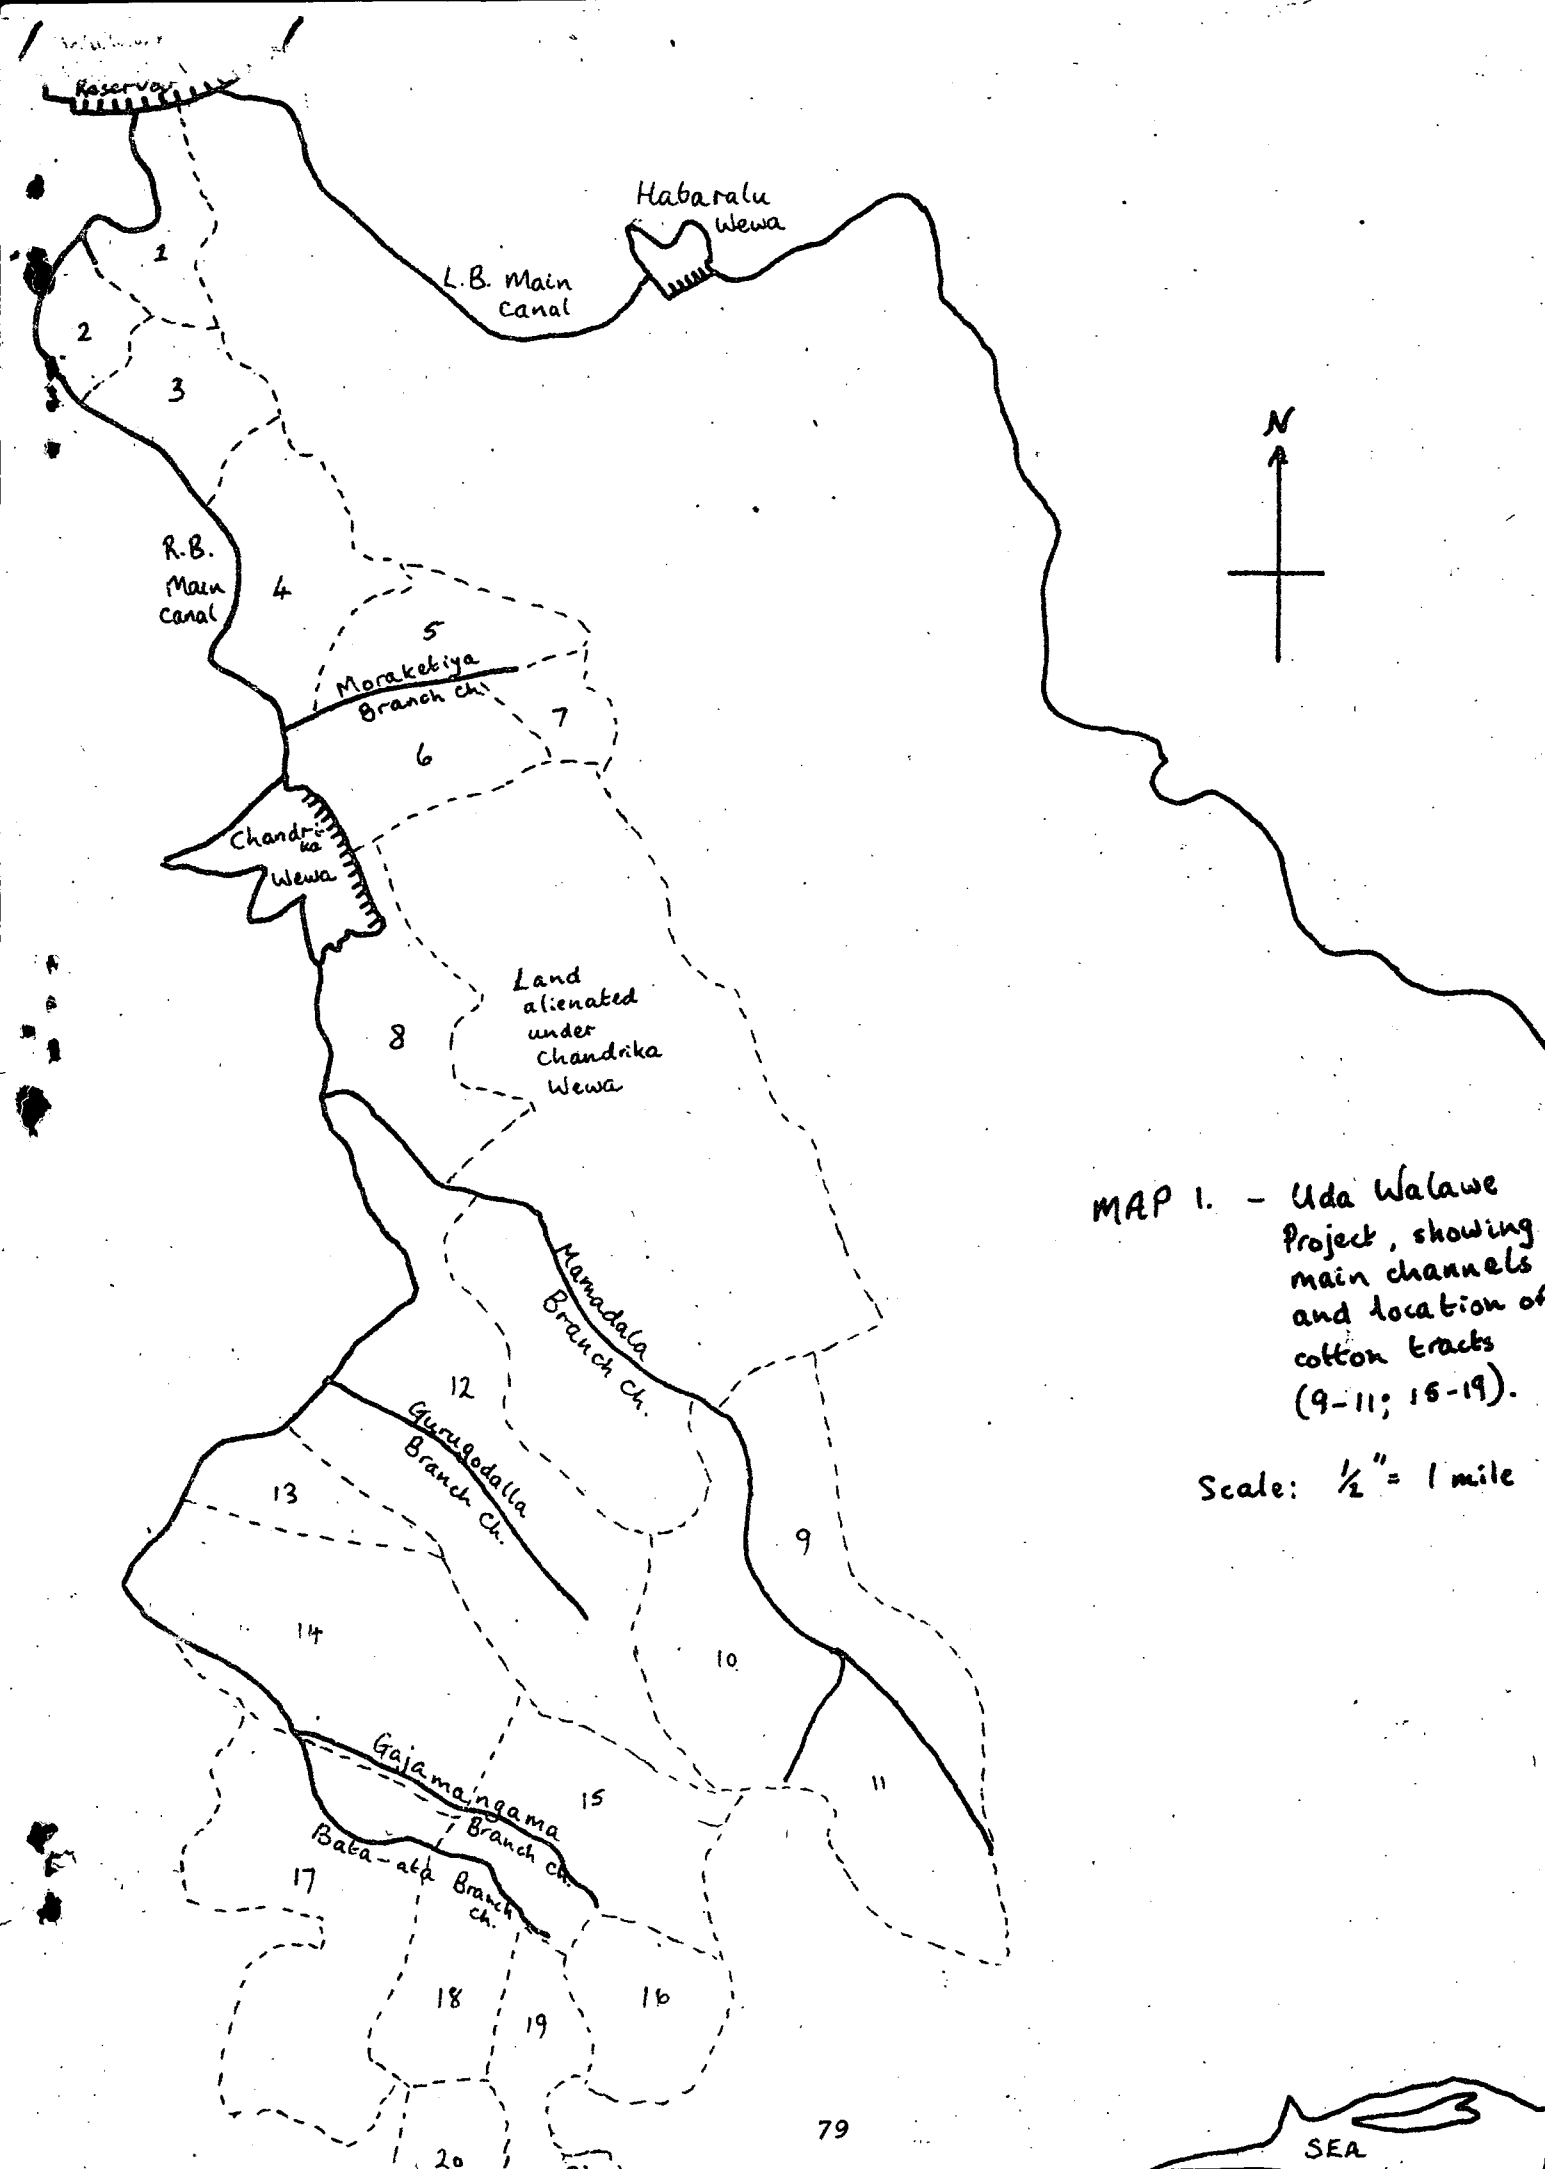 Reservoir
Habaralu
Wewa
L.B. Main
Canal
1
2
3
N
R.B.
Main
Canal
4
5
Moraketiya
Branch Ch.
6
7
Chandri-
ka
Wewa
8
Land
alienated
under
Chandrika
Wewa
MAP 1. - Uda Walawe
Project, showing
main channels
and location of
cotton tracts
(9-11; 15-19).
Scale: ½" = 1 mile
Mamadala
Branch Ch.
12
Gurugodalla
Branch Ch.
13
9
14
10
11
Gajamangama
Branch Ch.
15
Bata-ata Branch
Ch.
17
18
19
16
20
79
SEA